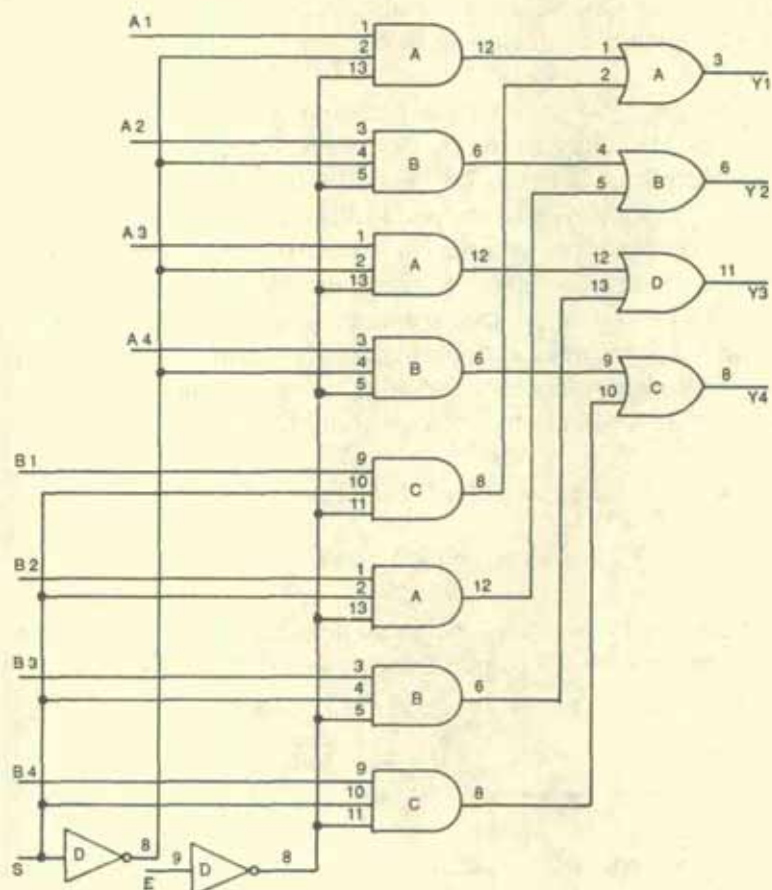 A1 1 2 13 A 12 1 2 A 3 Y1
A2 3 4 5 B 6 4 5 B 6 Y2
A3 1 2 13 A 12 12 13 D 11 Y3
A4 3 4 5 B 6 9 10 C 8 Y4
B1 9 10 11 C 8
B2 1 2 13 A 12
B3 3 4 5 B 6
B4 9 10 11 C 8
S D 8 E 9 D 8